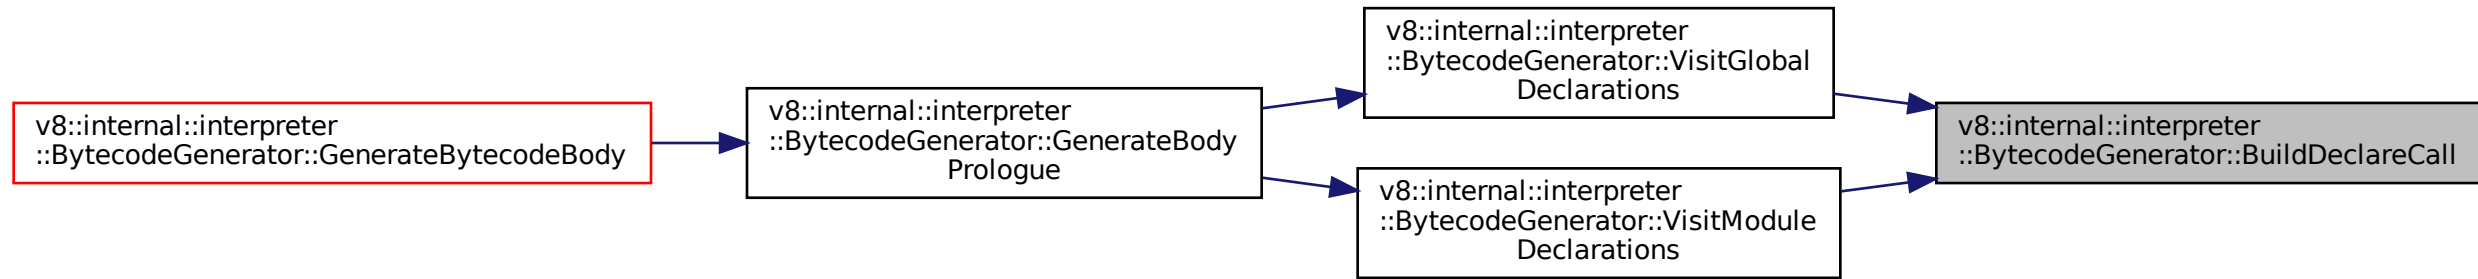 v8::internal::interpreter
::BytecodeGenerator::GenerateBytecodeBody
v8::internal::interpreter
::BytecodeGenerator::GenerateBody
Prologue
v8::internal::interpreter
::BytecodeGenerator::VisitGlobal
Declarations
v8::internal::interpreter
::BytecodeGenerator::VisitModule
Declarations
v8::internal::interpreter
::BytecodeGenerator::BuildDeclareCall